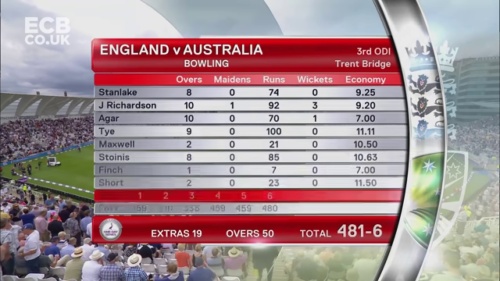 ECB
CO.UK
ENGLAND v AUSTRALIA 3rd ODI
BOWLING Trent Bridge
Overs Maidens Runs Wickets Economy
Stanlake 8 0 74 0 9.25
J Richardson 10 1 92 3 9.20
Agar 10 0 70 1 7.00
Tye 9 0 100 0 11.11
Maxwell 2 0 21 0 10.50
Stoinis 8 0 85 0 10.63
Finch 1 0 7 0 7.00
Short 2 0 23 0 11.50
1 2 3 4 5 6
459 459 480
EXTRAS 19 OVERS 50 TOTAL 481-6